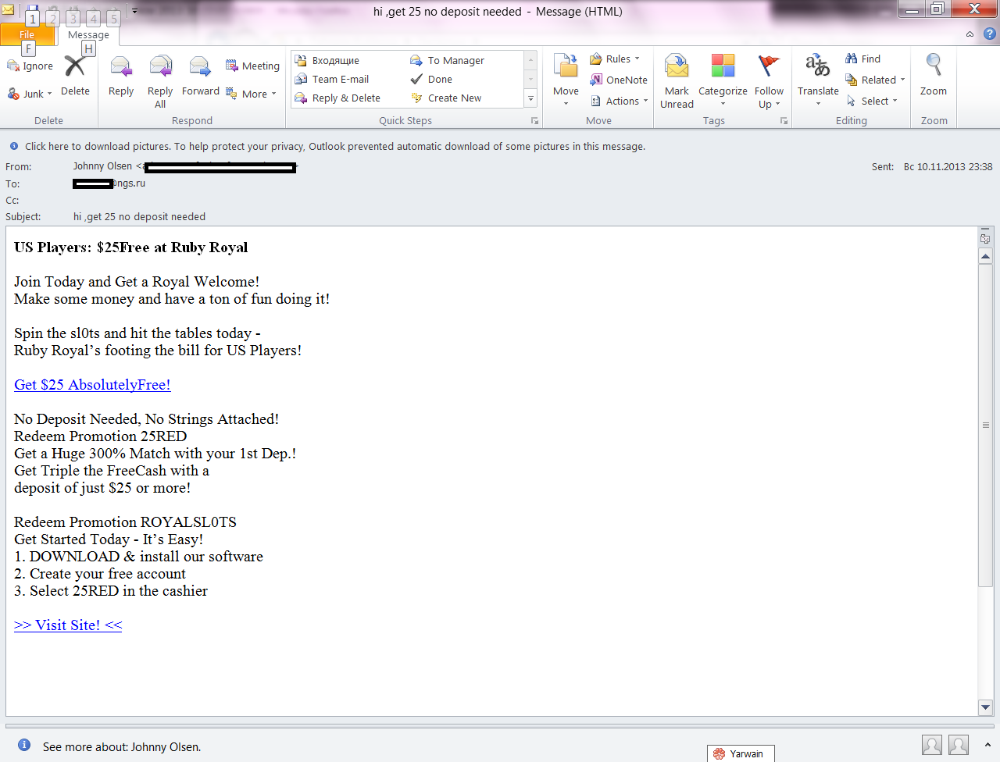 hi ,get 25 no deposit needed - Message (HTML)
1 2 3 4 5
File Message
F H
Ignore
Junk
Delete
Delete
Reply
Reply All
Forward
Meeting
More
Respond
Входящие
To Manager
Team E-mail
Done
Reply & Delete
Create New
Quick Steps
Move
Rules
OneNote
Actions
Move
Mark Unread
Categorize
Follow Up
Tags
Translate
Find
Related
Select
Editing
Zoom
Zoom
Click here to download pictures. To help protect your privacy, Outlook prevented automatic download of some pictures in this message.
From: Johnny Olsen <
Sent: Вс 10.11.2013 23:38
To: @ngs.ru
Cc:
Subject: hi ,get 25 no deposit needed
US Players: $25Free at Ruby Royal
Join Today and Get a Royal Welcome!
Make some money and have a ton of fun doing it!
Spin the sl0ts and hit the tables today -
Ruby Royal’s footing the bill for US Players!
Get $25 AbsolutelyFree!
No Deposit Needed, No Strings Attached!
Redeem Promotion 25RED
Get a Huge 300% Match with your 1st Dep.!
Get Triple the FreeCash with a
deposit of just $25 or more!
Redeem Promotion ROYALSL0TS
Get Started Today - It’s Easy!
1. DOWNLOAD & install our software
2. Create your free account
3. Select 25RED in the cashier
>> Visit Site! <<
See more about: Johnny Olsen.
Yarwain